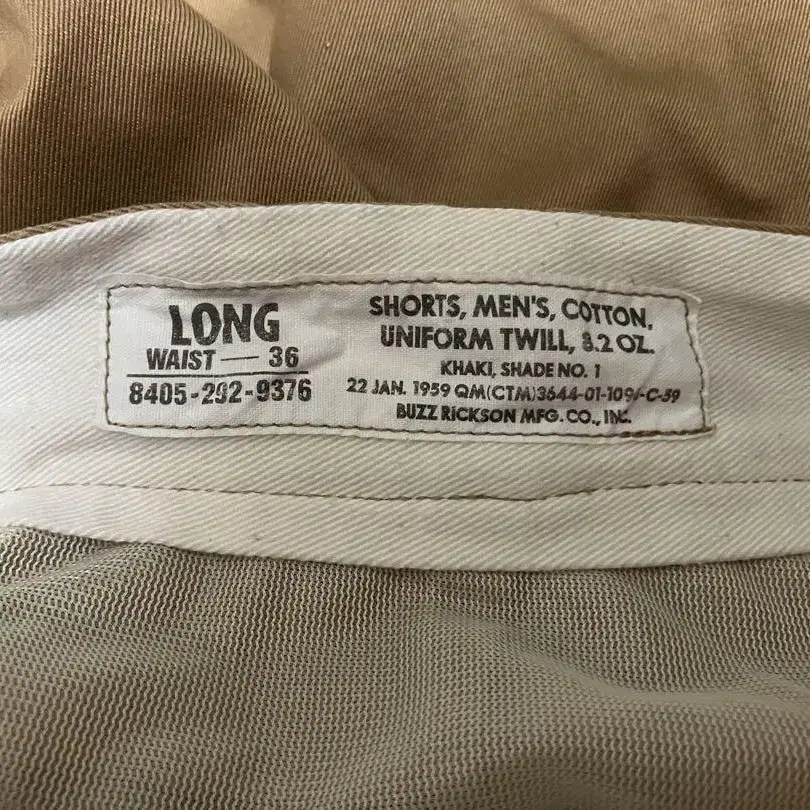 LONG
WAIST — 36
8405-292-9376
SHORTS, MEN'S, COTTON,
UNIFORM TWILL, 8.2 OZ.
KHAKI, SHADE NO. 1
22 JAN. 1959 QM(CTM)3644-01-109-C-59
BUZZ RICKSON MFG. CO., INC.